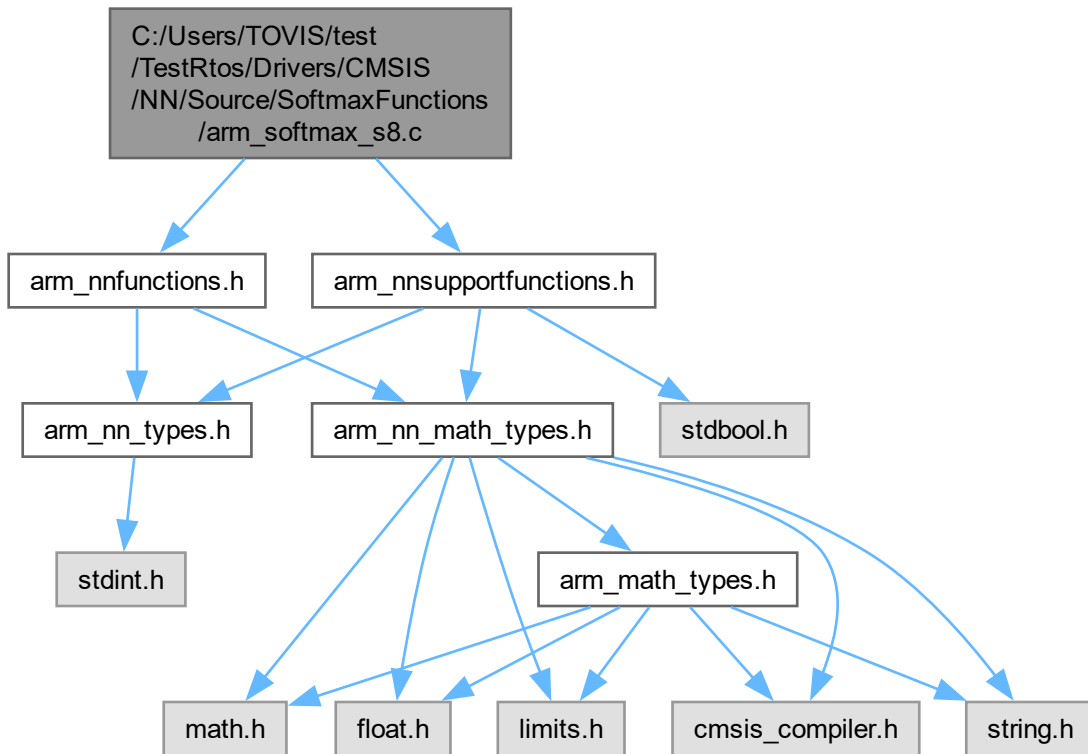 C:/Users/TOVIS/test
/TestRtos/Drivers/CMSIS
/NN/Source/SoftmaxFunctions
/arm_softmax_s8.c
arm_nnfunctions.h
arm_nnsupportfunctions.h
arm_nn_types.h
arm_nn_math_types.h
stdbool.h
stdint.h
arm_math_types.h
math.h
float.h
limits.h
cmsis_compiler.h
string.h